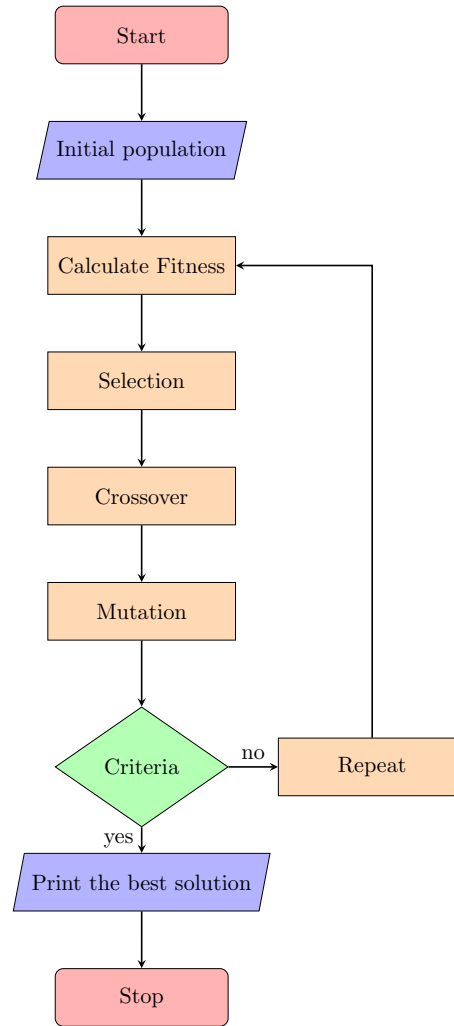 Start
Initial population
Calculate Fitness
Selection
Crossover
Mutation
Criteria
no
Repeat
yes
Print the best solution
Stop